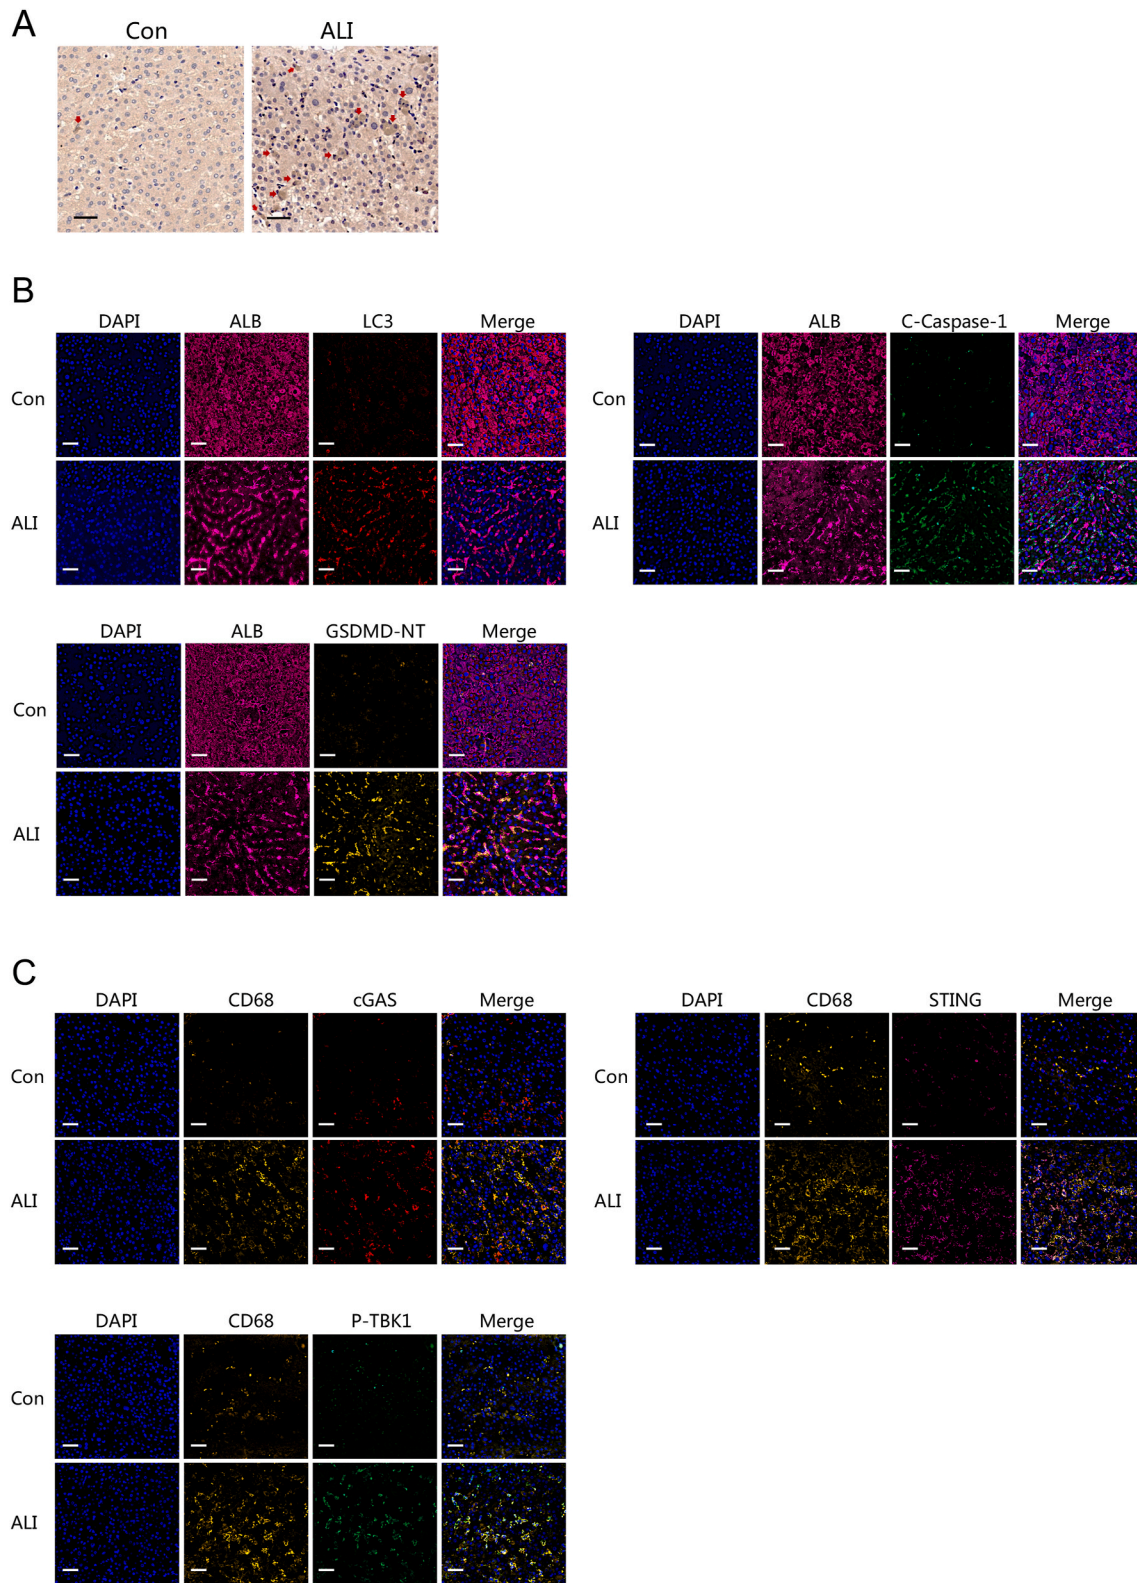 A
Con ALI
B
DAPI ALB LC3 Merge
Con
ALI
DAPI ALB C-Caspase-1 Merge
Con
ALI
DAPI ALB GSDMD-NT Merge
Con
ALI
C
DAPI CD68 cGAS Merge
Con
ALI
DAPI CD68 STING Merge
Con
ALI
DAPI CD68 P-TBK1 Merge
Con
ALI